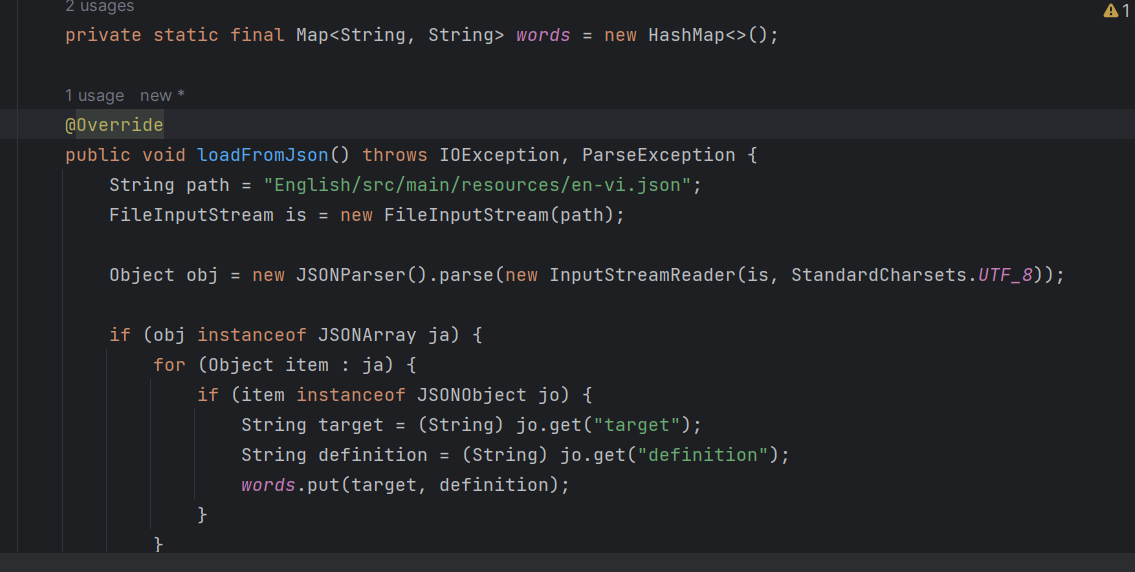 2 usages
1
private static final Map<String, String> words = new HashMap<>();
1 usage new *
@Override
public void loadFromJson() throws IOException, ParseException {
String path = "English/src/main/resources/en-vi.json";
FileInputStream is = new FileInputStream(path);
Object obj = new JSONParser().parse(new InputStreamReader(is, StandardCharsets.UTF_8));
if (obj instanceof JSONArray ja) {
for (Object item : ja) {
if (item instanceof JSONObject jo) {
String target = (String) jo.get("target");
String definition = (String) jo.get("definition");
words.put(target, definition);
}
}